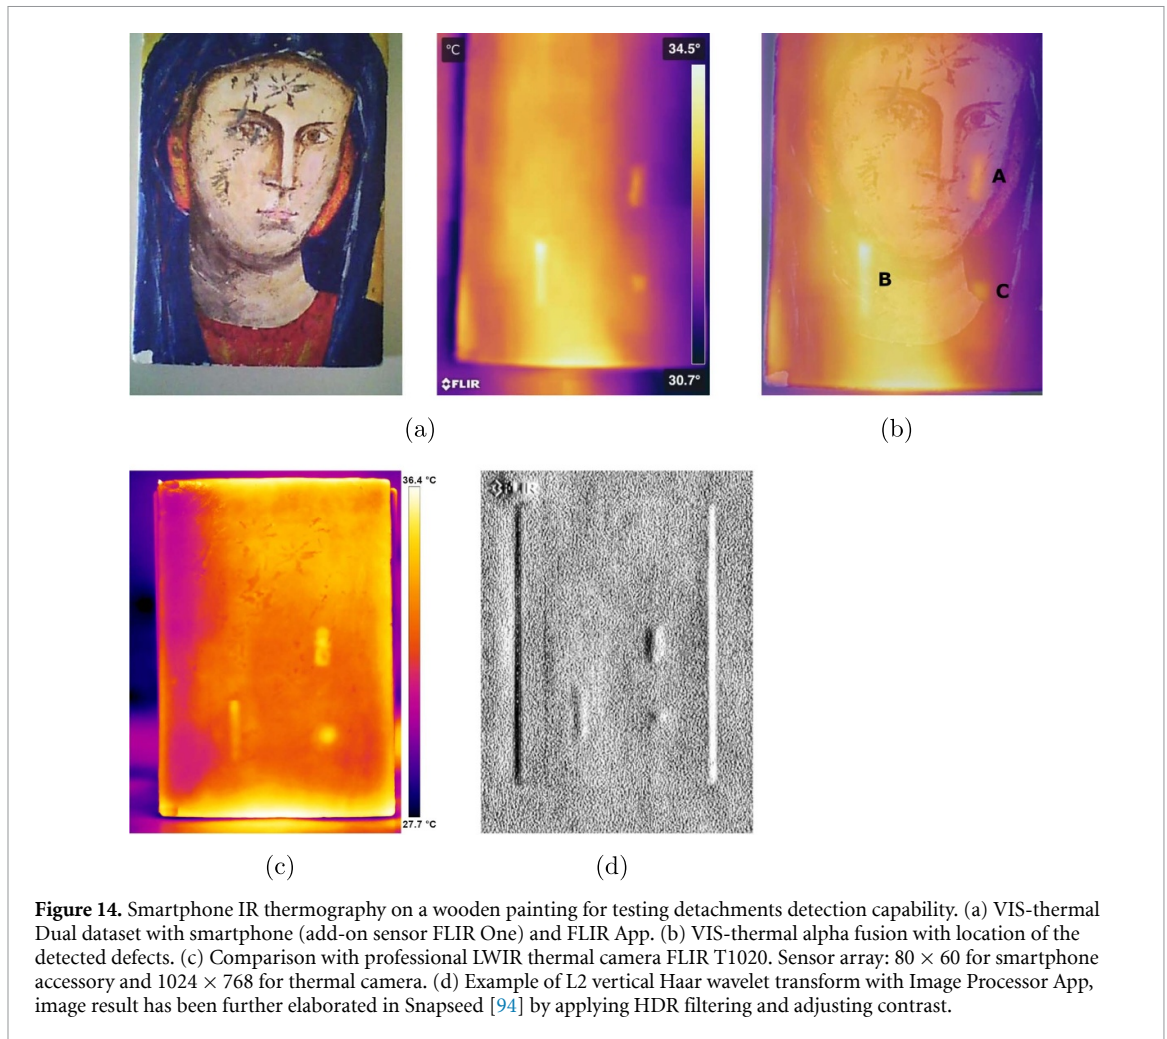 °C
34.5°
30.7°
FLIR
A
B
C
(a)
(b)
36.4 °C
27.7 °C
FLIR
(c)
(d)
Figure 14. Smartphone IR thermography on a wooden painting for testing detachments detection capability. (a) VIS-thermal
Dual dataset with smartphone (add-on sensor FLIR One) and FLIR App. (b) VIS-thermal alpha fusion with location of the
detected defects. (c) Comparison with professional LWIR thermal camera FLIR T1020. Sensor array: 80 × 60 for smartphone
accessory and 1024 × 768 for thermal camera. (d) Example of L2 vertical Haar wavelet transform with Image Processor App,
image result has been further elaborated in Snapseed [94] by applying HDR filtering and adjusting contrast.